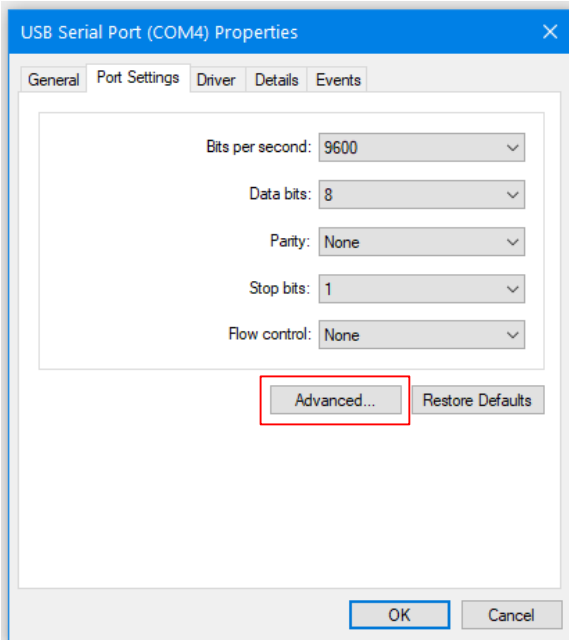 USB Serial Port (COM4) Properties
General Port Settings Driver Details Events
Bits per second: 9600
Data bits: 8
Parity: None
Stop bits: 1
Flow control: None
Advanced... Restore Defaults
OK Cancel